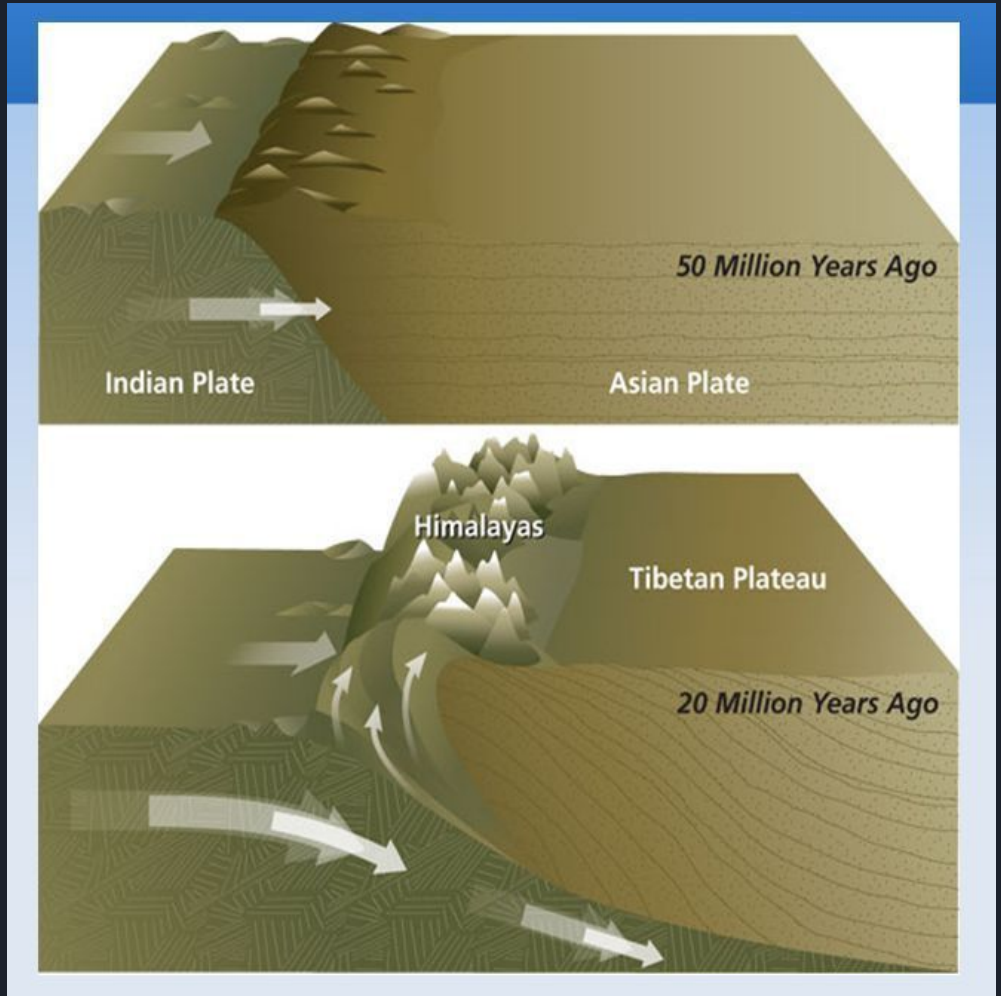 50 Million Years Ago
Indian Plate
Asian Plate
Himalayas
Tibetan Plateau
20 Million Years Ago